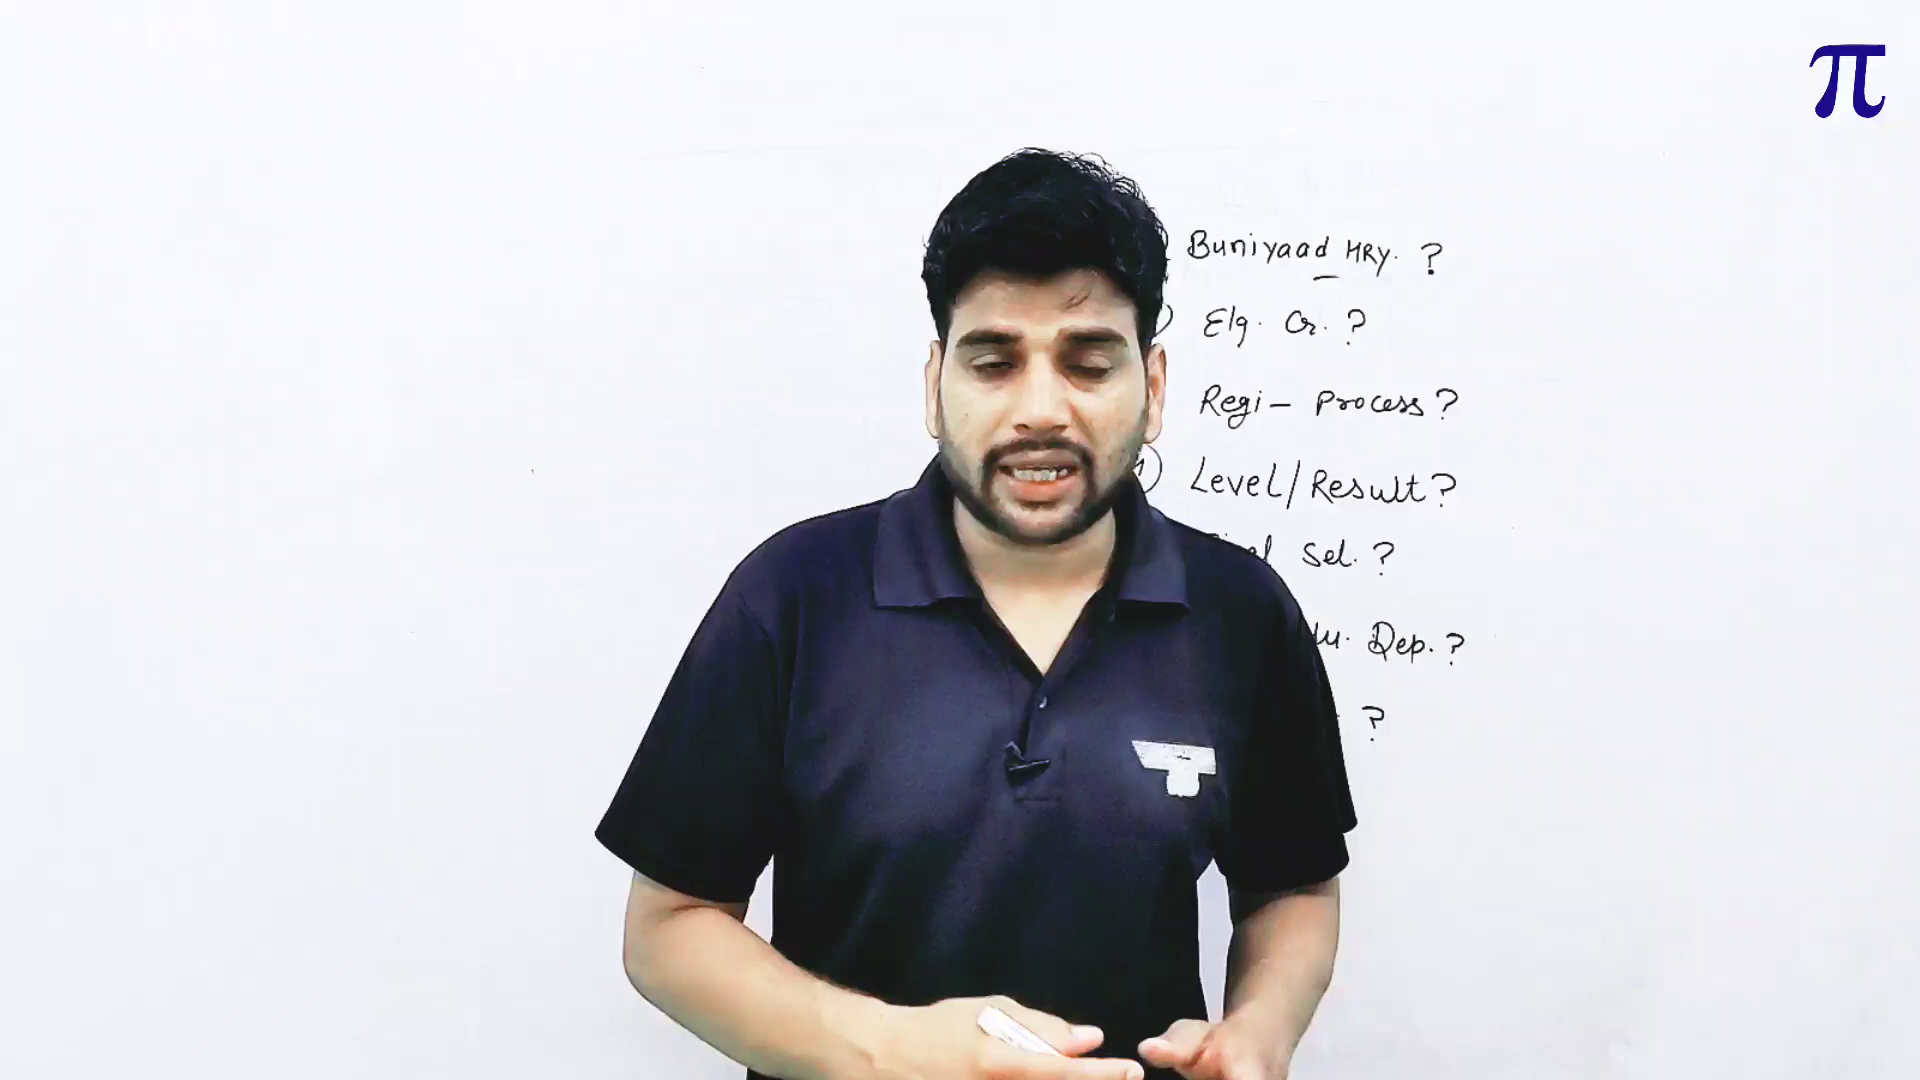 π
Buniyaad HRY. ?
Elg. Cr. ?
Regi - Process ?
Level/Result ?
Sel. ?
Dep. ?
?